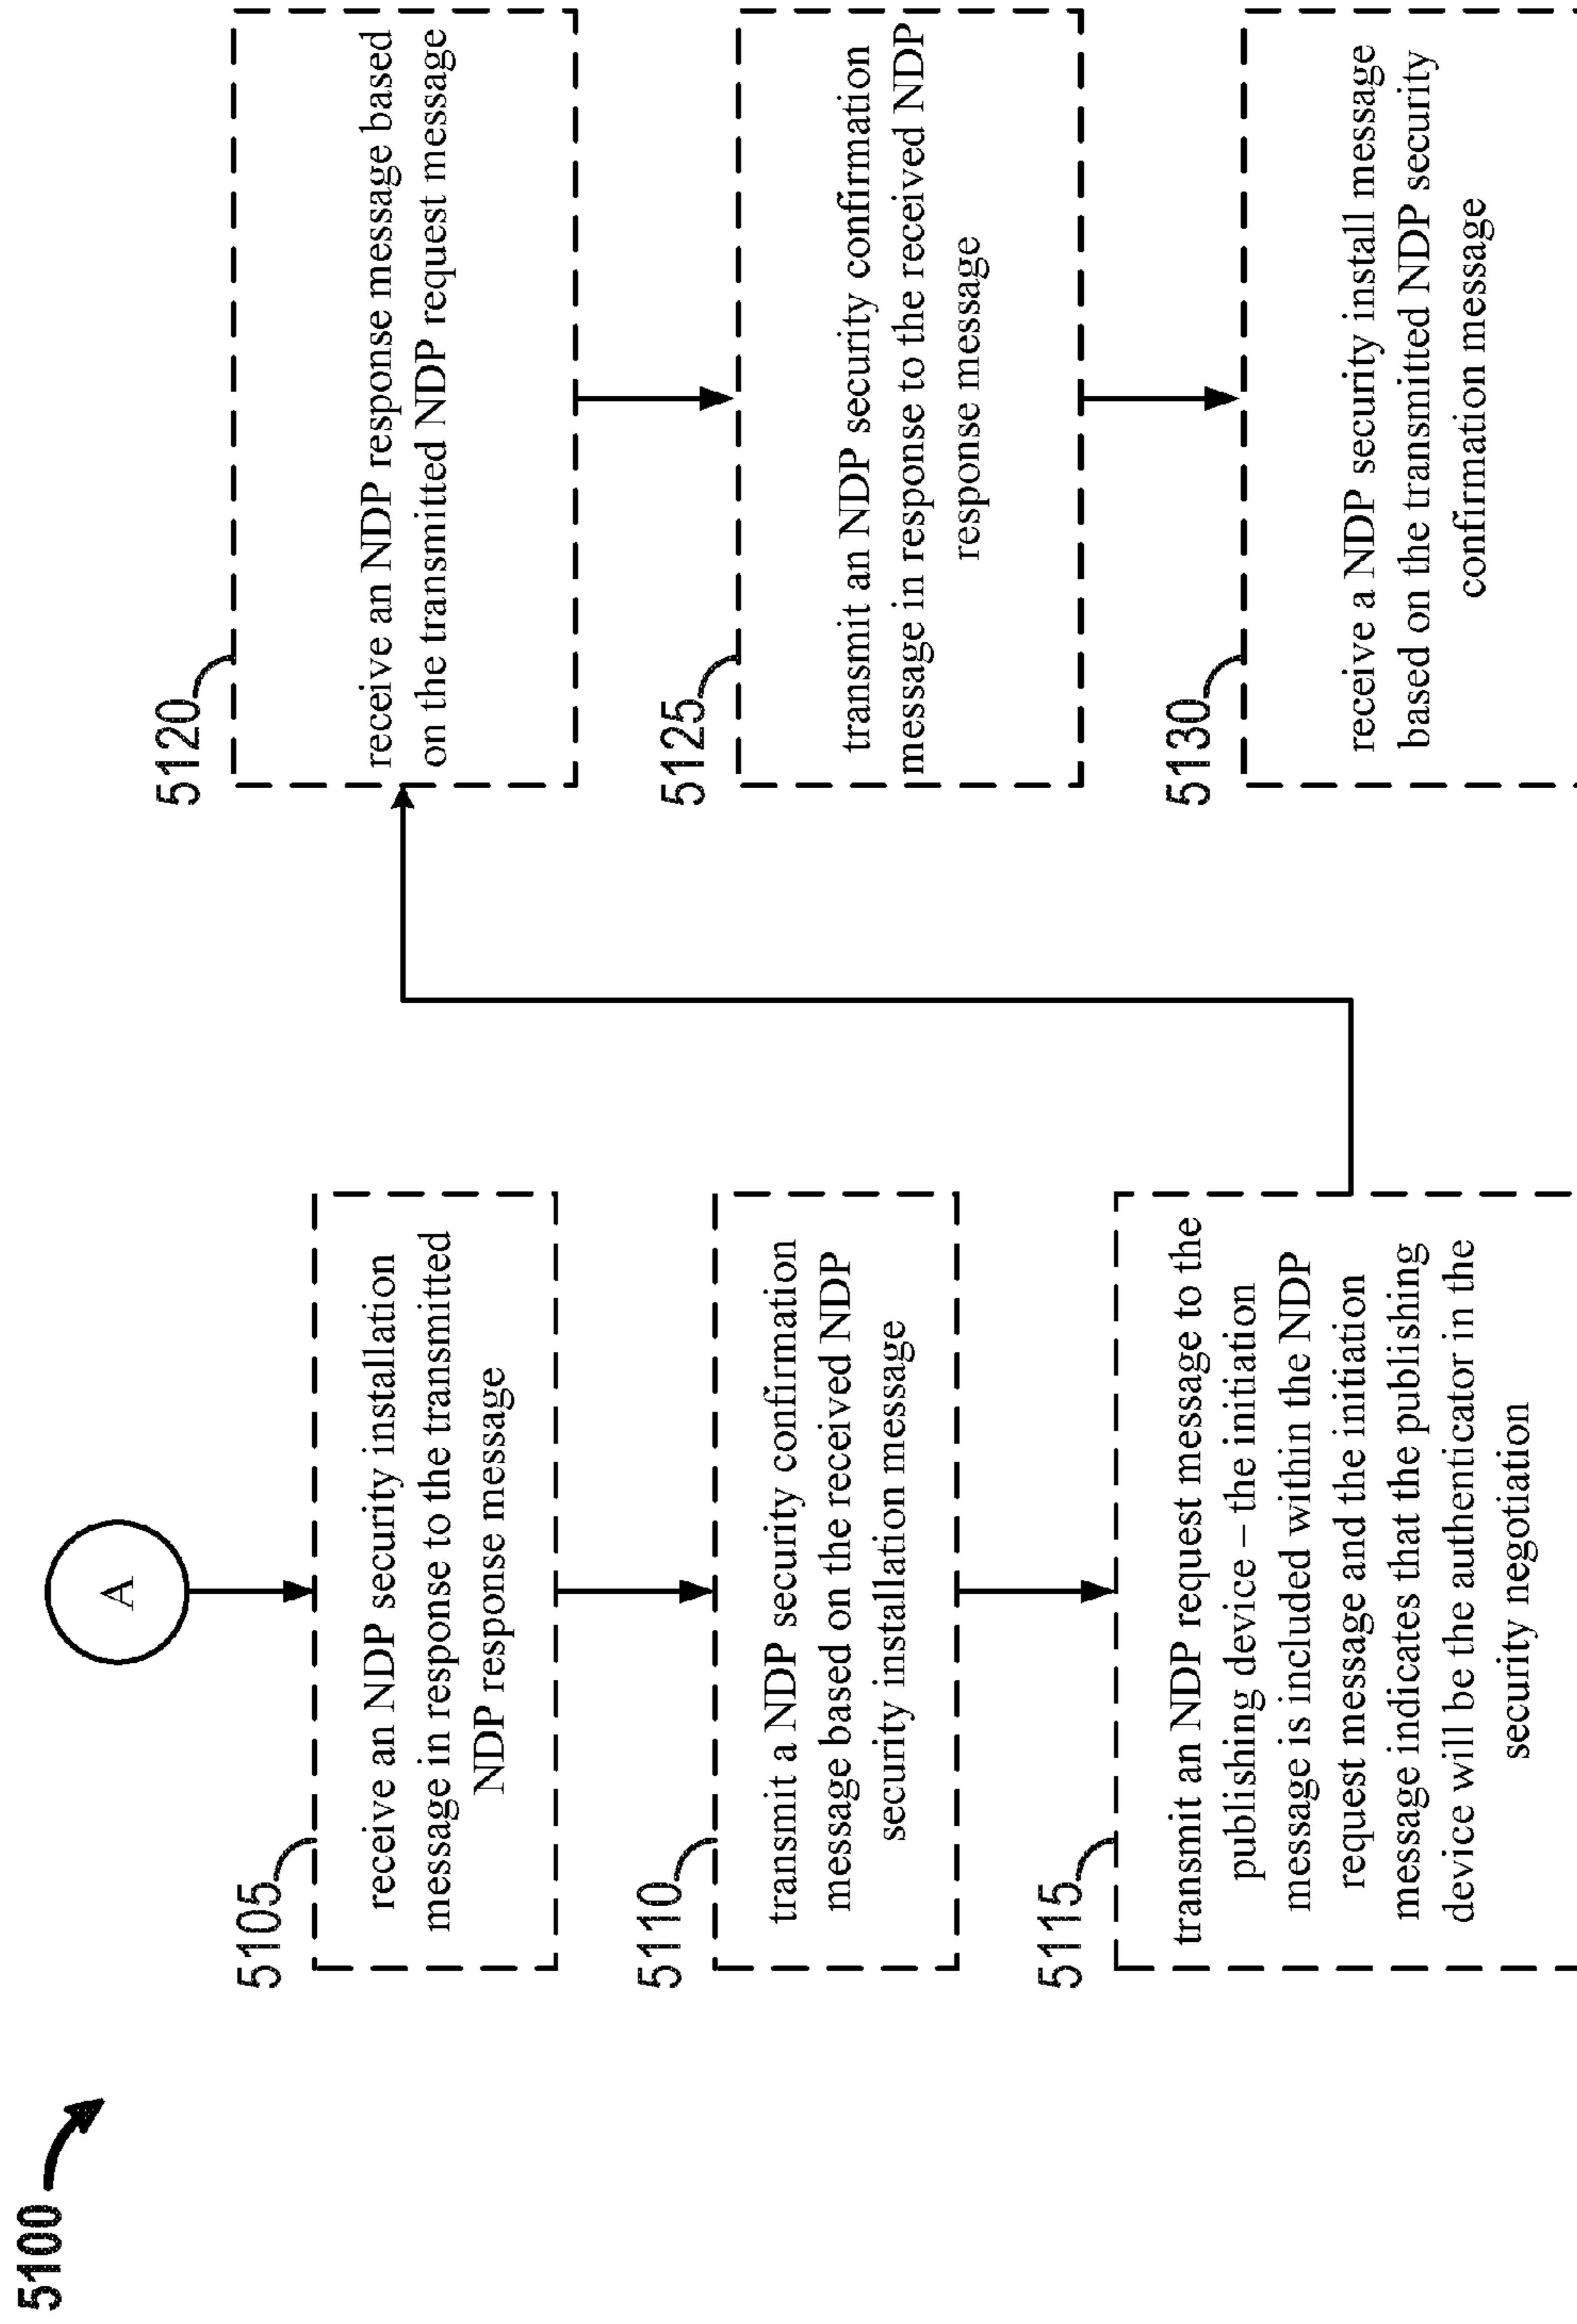 5100
A
5105
receive an NDP security installation
message in response to the transmitted
NDP response message
5110
transmit a NDP security confirmation
message based on the received NDP
security installation message
5115
transmit an NDP request message to the
publishing device – the initiation
message is included within the NDP
request message and the initiation
message indicates that the publishing
device will be the authenticator in the
security negotiation
5120
receive an NDP response message based
on the transmitted NDP request message
5125
transmit an NDP security confirmation
message in response to the received NDP
response message
5130
receive a NDP security install message
based on the transmitted NDP security
confirmation message